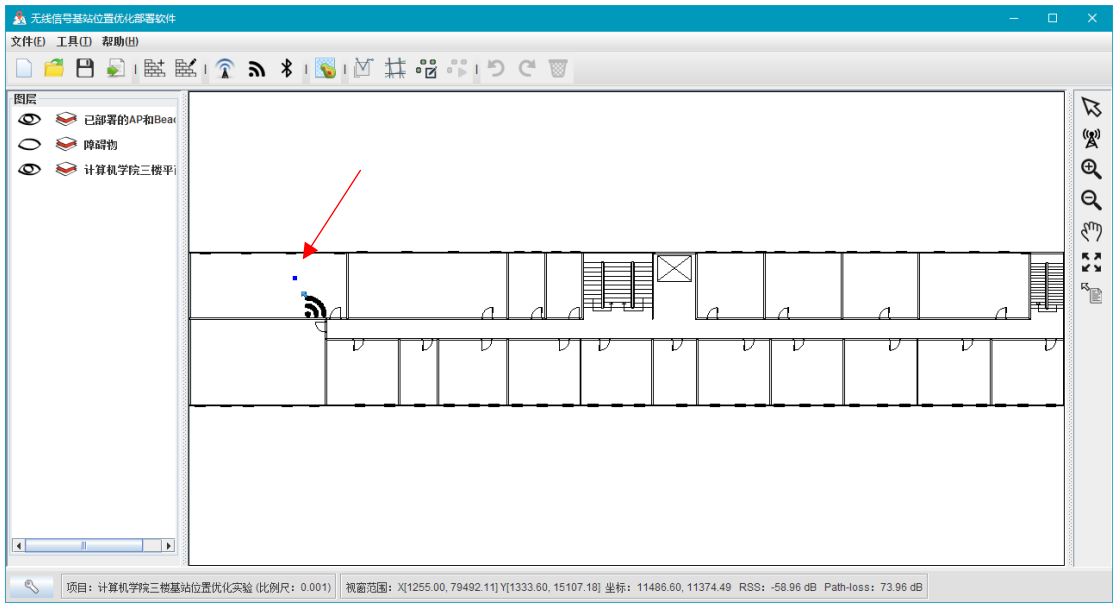 无线信号基站位置优化部署软件
文件(F) 工具(T) 帮助(H)
图层
已部署的AP和Bea
障碍物
计算机学院三楼平
项目：计算机学院三楼基站位置优化实验 (比例尺：0.001) 视窗范围：X[1255.00, 79492.11] Y[1333.60, 15107.18] 坐标：11486.60, 11374.49 RSS：-58.96 dB Path-loss：73.96 dB